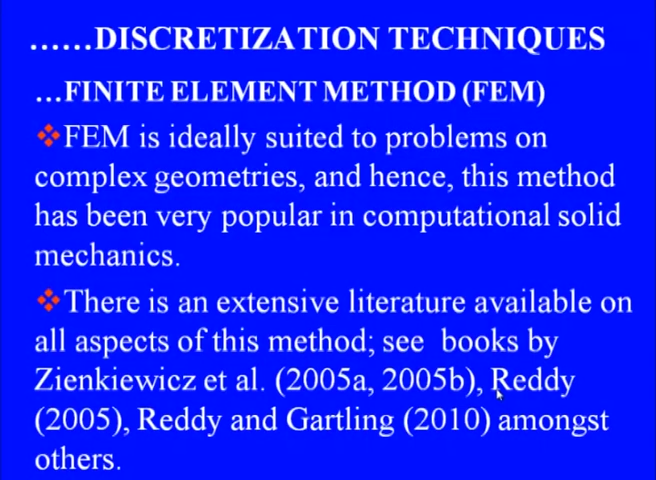 ......DISCRETIZATION TECHNIQUES
...FINITE ELEMENT METHOD (FEM)
❖FEM is ideally suited to problems on
complex geometries, and hence, this method
has been very popular in computational solid
mechanics.
❖There is an extensive literature available on
all aspects of this method; see books by
Zienkiewicz et al. (2005a, 2005b), Reddy
(2005), Reddy and Gartling (2010) amongst
others.